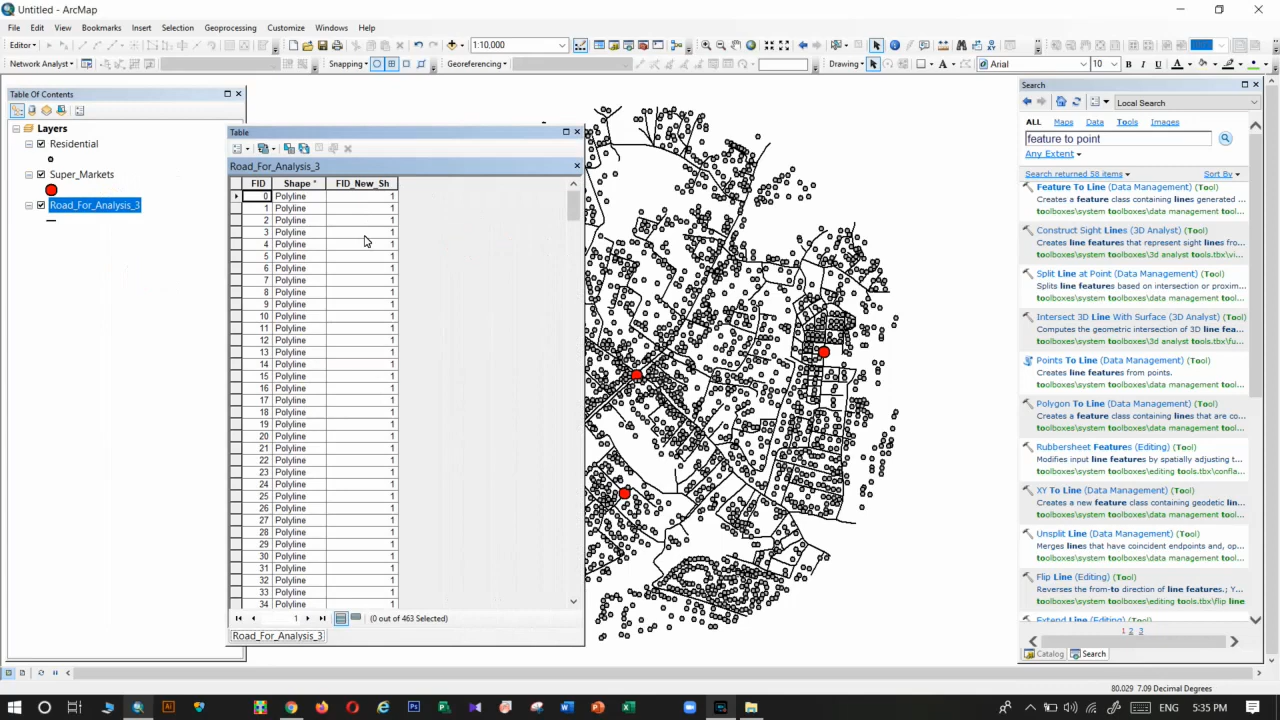 Untitled - ArcMap
File Edit View Bookmarks Insert Selection Geoprocessing Customize Windows Help
Editor 1:10,000
Network Analyst Snapping Georeferencing Drawing Arial 10 B I U A
Table Of Contents
Layers
Residential
Super_Markets
Road_For_Analysis_3
Table
Road_For_Analysis_3
FID Shape * FID_New_Sh
0 Polyline 1
1 Polyline 1
2 Polyline 1
3 Polyline 1
4 Polyline 1
5 Polyline 1
6 Polyline 1
7 Polyline 1
8 Polyline 1
9 Polyline 1
10 Polyline 1
11 Polyline 1
12 Polyline 1
13 Polyline 1
14 Polyline 1
15 Polyline 1
16 Polyline 1
17 Polyline 1
18 Polyline 1
19 Polyline 1
20 Polyline 1
21 Polyline 1
22 Polyline 1
23 Polyline 1
24 Polyline 1
25 Polyline 1
26 Polyline 1
27 Polyline 1
28 Polyline 1
29 Polyline 1
30 Polyline 1
31 Polyline 1
32 Polyline 1
33 Polyline 1
34 Polyline 1
1 (0 out of 463 Selected)
Road_For_Analysis_3
Search
Local Search
ALL Maps Data Tools Images
feature to point
Any Extent
Search returned 58 items Sort By
Feature To Line (Data Management) (Tool)
Creates a feature class containing lines generated ...
toolboxes\system toolboxes\data management tool...
Construct Sight Lines (3D Analyst) (Tool)
Creates line features that represent sight lines fro...
toolboxes\system toolboxes\3d analyst tools.tbx\vi...
Split Line at Point (Data Management) (Tool)
Splits line features based on intersection or proxim...
toolboxes\system toolboxes\data management tool...
Intersect 3D Line With Surface (3D Analyst) (Tool)
Computes the geometric intersection of 3D line fea...
toolboxes\system toolboxes\3d analyst tools.tbx\fu...
Points To Line (Data Management) (Tool)
Creates line features from points.
toolboxes\system toolboxes\data management tool...
Polygon To Line (Data Management) (Tool)
Creates a feature class containing lines that are co...
toolboxes\system toolboxes\data management tool...
Rubbersheet Features (Editing) (Tool)
Modifies input line features by spatially adjusting t...
toolboxes\system toolboxes\editing tools.tbx\confla...
XY To Line (Data Management) (Tool)
Creates a new feature class containing geodetic lin...
toolboxes\system toolboxes\data management tool...
Unsplit Line (Data Management) (Tool)
Merges lines that have coincident endpoints and, op...
toolboxes\system toolboxes\data management tool...
Flip Line (Editing) (Tool)
Reverses the from-to direction of line features.; Y...
toolboxes\system toolboxes\editing tools.tbx\flip line
Extend Line (Editing) (Tool)
1 2 3
Catalog Search
80.029 7.09 Decimal Degrees
ENG 5:35 PM